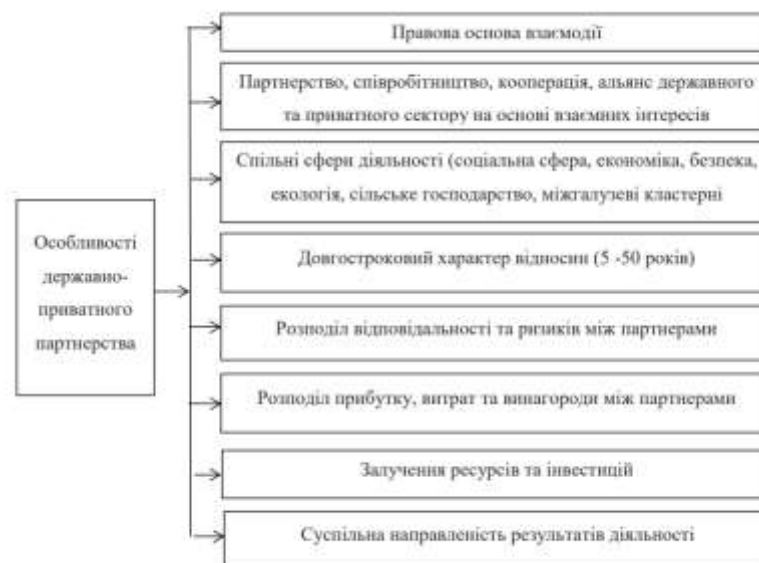 Особливості
державно-
приватного
партнерства
Правова основа взаємодії
Партнерство, співробітництво, кооперація, альянс державного
та приватного сектору на основі взаємних інтересів
Спільні сфери діяльності (соціальна сфера, економіка, безпека,
екологія, сільське господарство, міжгалузеві кластерні
Довгостроковий характер відносин (5 -50 років)
Розподіл відповідальності та ризиків між партнерами
Розподіл прибутку, витрат та винагороди між партнерами
Залучення ресурсів та інвестицій
Суспільна направленість результатів діяльності